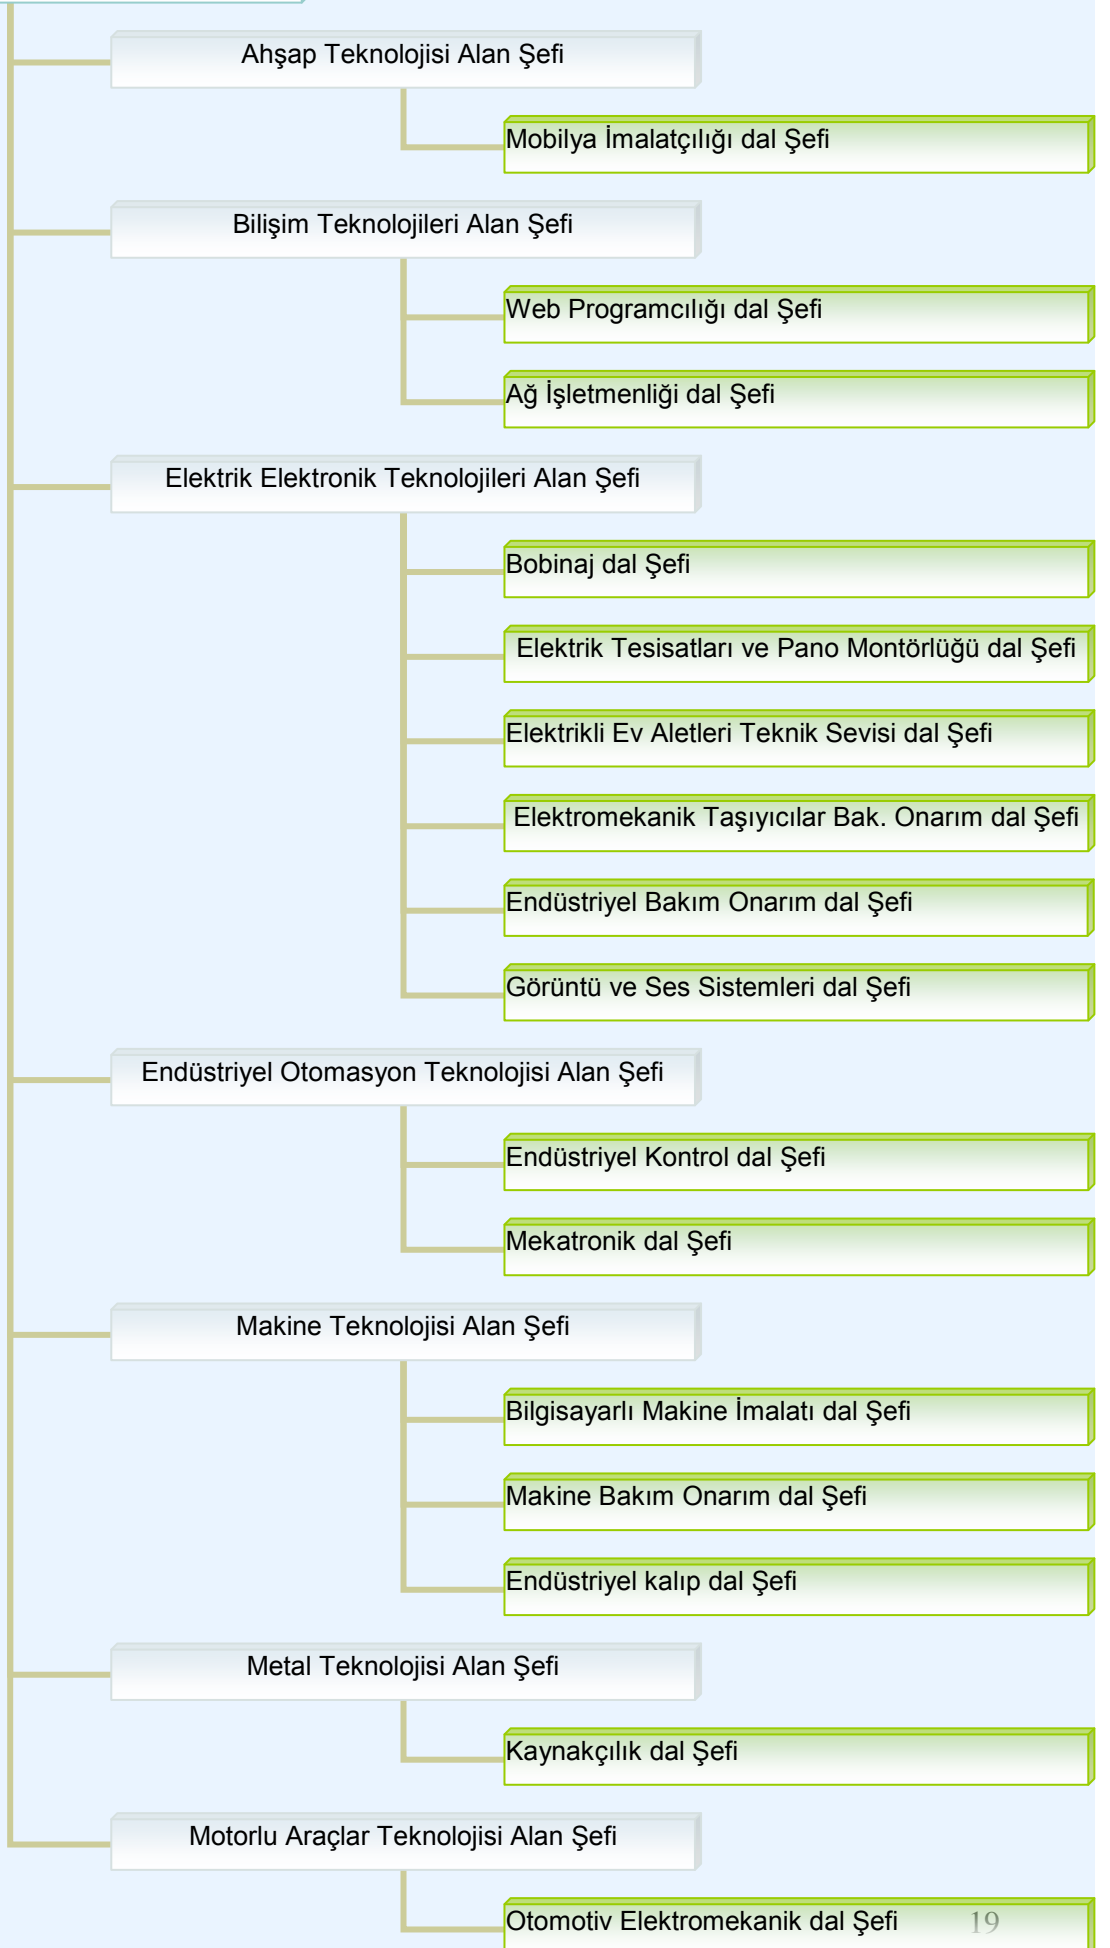 Ahşap Teknolojisi Alan Şefi
Mobilya İmalatçılığı dal Şefi
Bilişim Teknolojileri Alan Şefi
Web Programcılığı dal Şefi
Ağ İşletmenliği dal Şefi
Elektrik Elektronik Teknolojileri Alan Şefi
Bobinaj dal Şefi
Elektrik Tesisatları ve Pano Montörlüğü dal Şefi
Elektrikli Ev Aletleri Teknik Sevisi dal Şefi
Elektromekanik Taşıyıcılar Bak. Onarım dal Şefi
Endüstriyel Bakım Onarım dal Şefi
Görüntü ve Ses Sistemleri dal Şefi
Endüstriyel Otomasyon Teknolojisi Alan Şefi
Endüstriyel Kontrol dal Şefi
Mekatronik dal Şefi
Makine Teknolojisi Alan Şefi
Bilgisayarlı Makine İmalatı dal Şefi
Makine Bakım Onarım dal Şefi
Endüstriyel kalıp dal Şefi
Metal Teknolojisi Alan Şefi
Kaynakçılık dal Şefi
Motorlu Araçlar Teknolojisi Alan Şefi
Otomotiv Elektromekanik dal Şefi 19